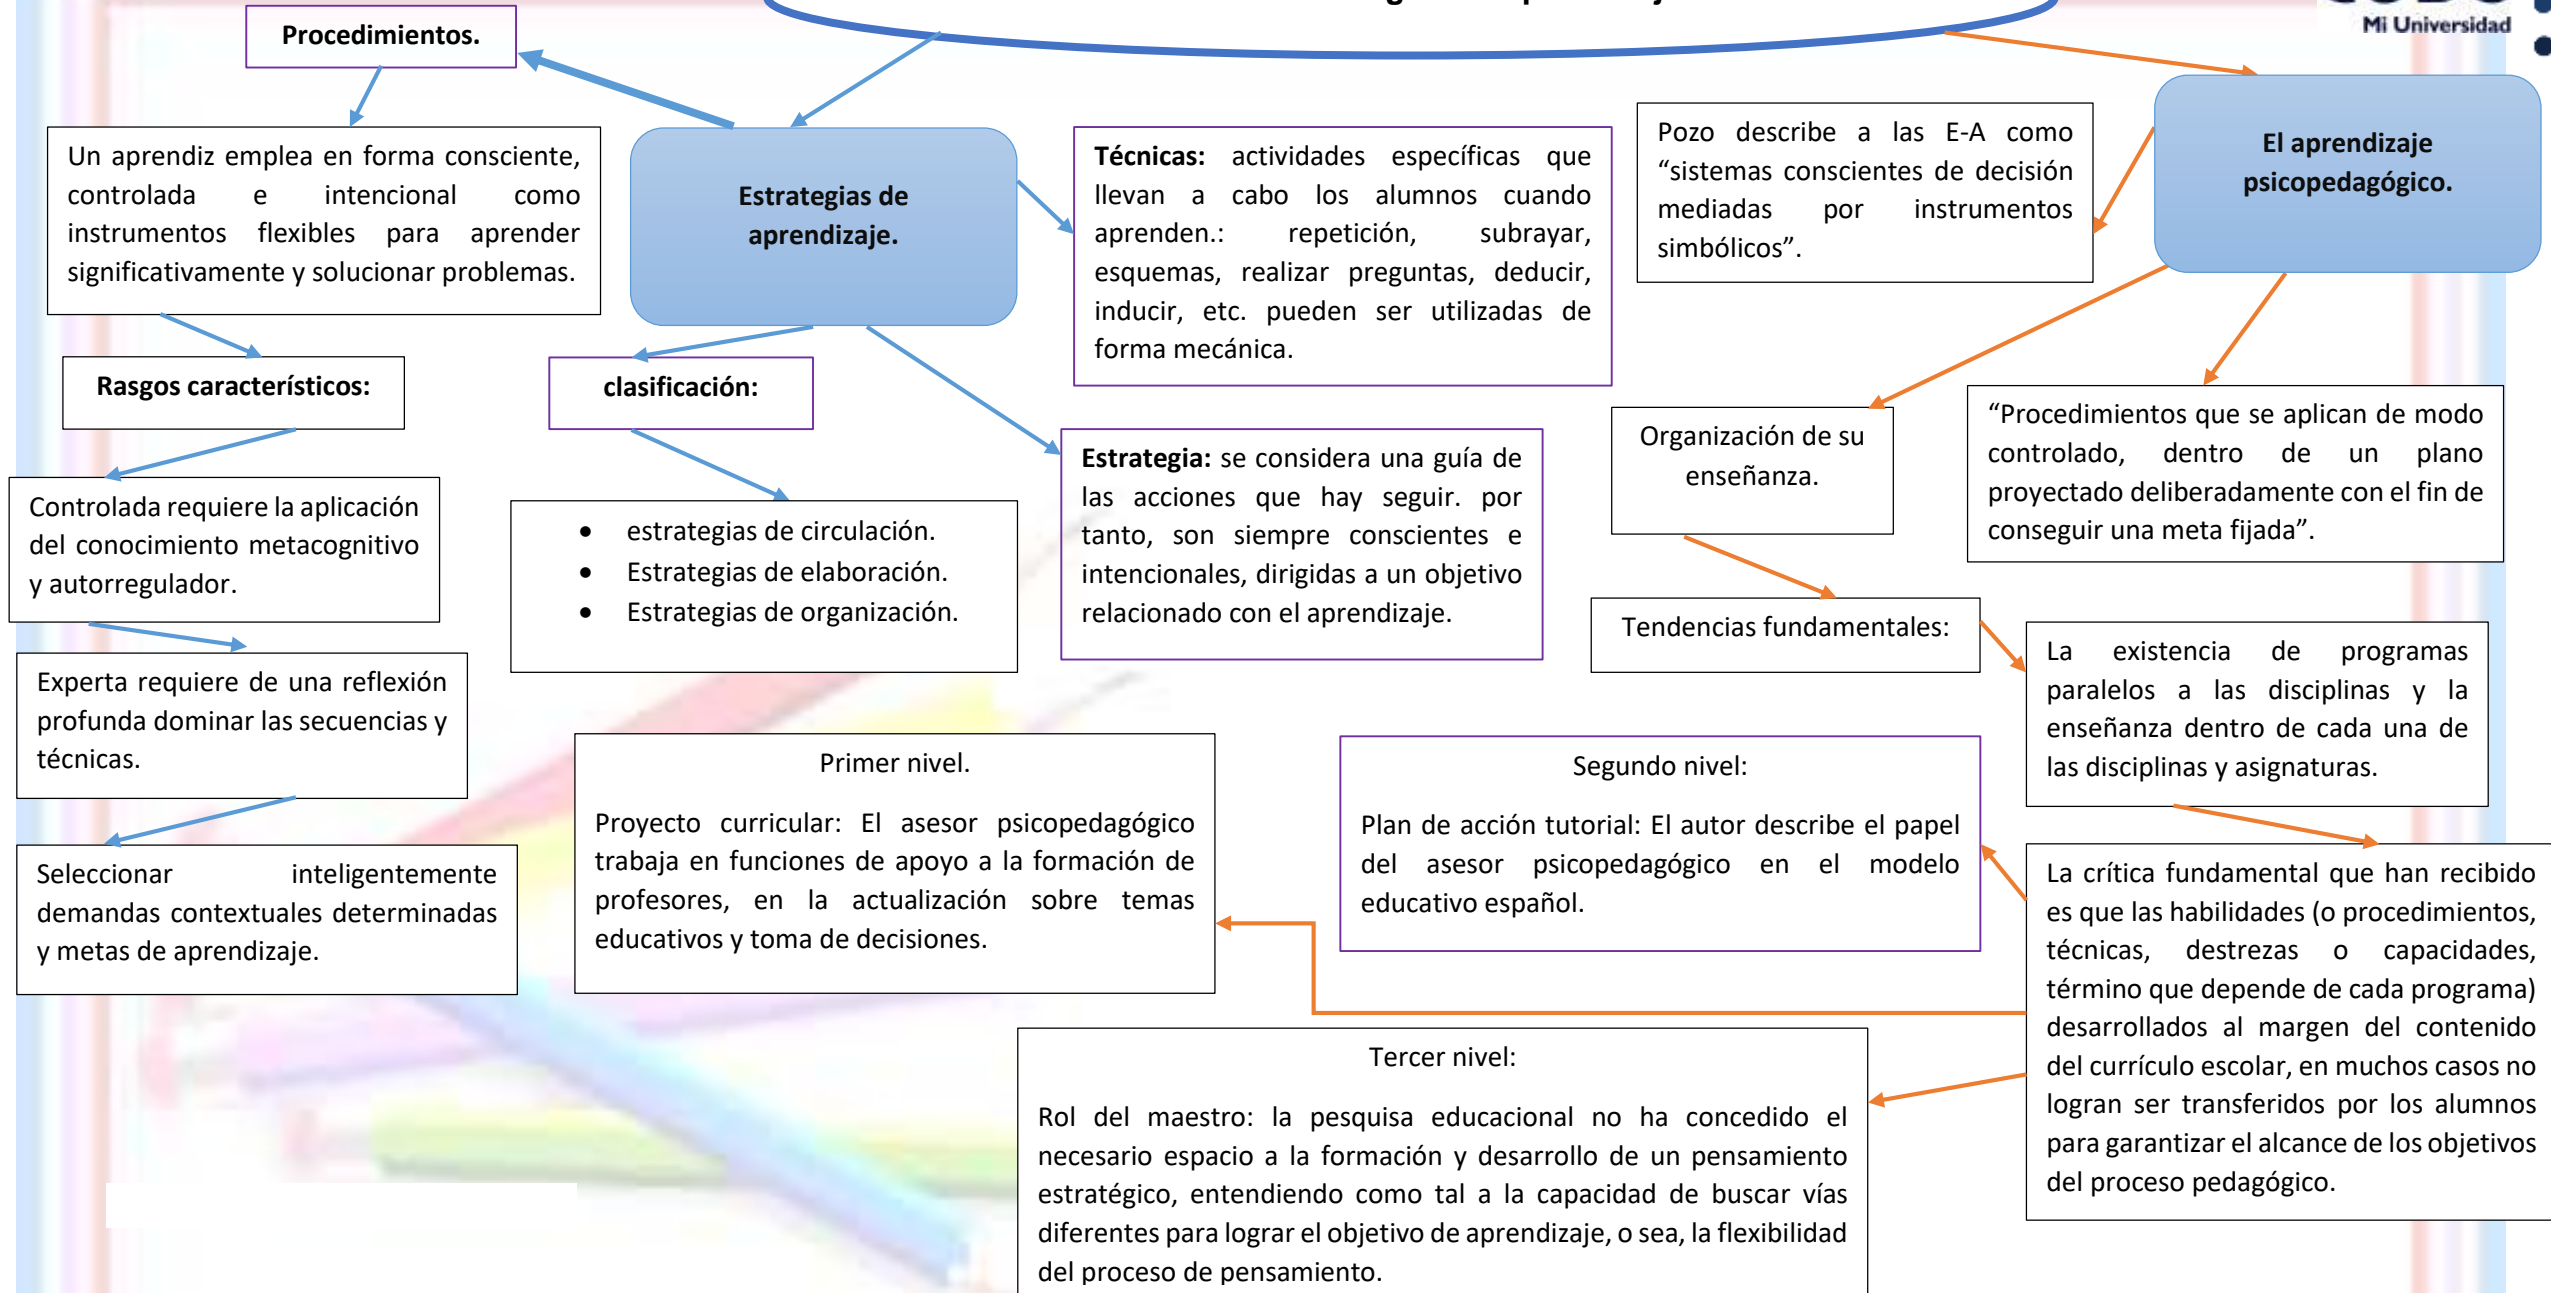 Mi Universidad
Procedimientos.
Un aprendiz emplea en forma consciente,
controlada e intencional como
instrumentos flexibles para aprender
significativamente y solucionar problemas.
Rasgos característicos:
Controlada requiere la aplicación
del conocimiento metacognitivo
y autorregulador.
Experta requiere de una reflexión
profunda dominar las secuencias y
técnicas.
Seleccionar inteligentemente
demandas contextuales determinadas
y metas de aprendizaje.
Estrategias de
aprendizaje.
clasificación:
• estrategias de circulación.
• Estrategias de elaboración.
• Estrategias de organización.
Técnicas: actividades específicas que
llevan a cabo los alumnos cuando
aprenden.: repetición, subrayar,
esquemas, realizar preguntas, deducir,
inducir, etc. pueden ser utilizadas de
forma mecánica.
Estrategia: se considera una guía de
las acciones que hay seguir. por
tanto, son siempre conscientes e
intencionales, dirigidas a un objetivo
relacionado con el aprendizaje.
Pozo describe a las E-A como
“sistemas conscientes de decisión
mediadas por instrumentos
simbólicos”.
El aprendizaje
psicopedagógico.
Organización de su
enseñanza.
“Procedimientos que se aplican de modo
controlado, dentro de un plano
proyectado deliberadamente con el fin de
conseguir una meta fijada”.
Tendencias fundamentales:
La existencia de programas
paralelos a las disciplinas y la
enseñanza dentro de cada una de
las disciplinas y asignaturas.
La crítica fundamental que han recibido
es que las habilidades (o procedimientos,
técnicas, destrezas o capacidades,
término que depende de cada programa)
desarrollados al margen del contenido
del currículo escolar, en muchos casos no
logran ser transferidos por los alumnos
para garantizar el alcance de los objetivos
del proceso pedagógico.
Primer nivel.
Proyecto curricular: El asesor psicopedagógico
trabaja en funciones de apoyo a la formación de
profesores, en la actualización sobre temas
educativos y toma de decisiones.
Segundo nivel:
Plan de acción tutorial: El autor describe el papel
del asesor psicopedagógico en el modelo
educativo español.
Tercer nivel:
Rol del maestro: la pesquisa educacional no ha concedido el
necesario espacio a la formación y desarrollo de un pensamiento
estratégico, entendiendo como tal a la capacidad de buscar vías
diferentes para lograr el objetivo de aprendizaje, o sea, la flexibilidad
del proceso de pensamiento.